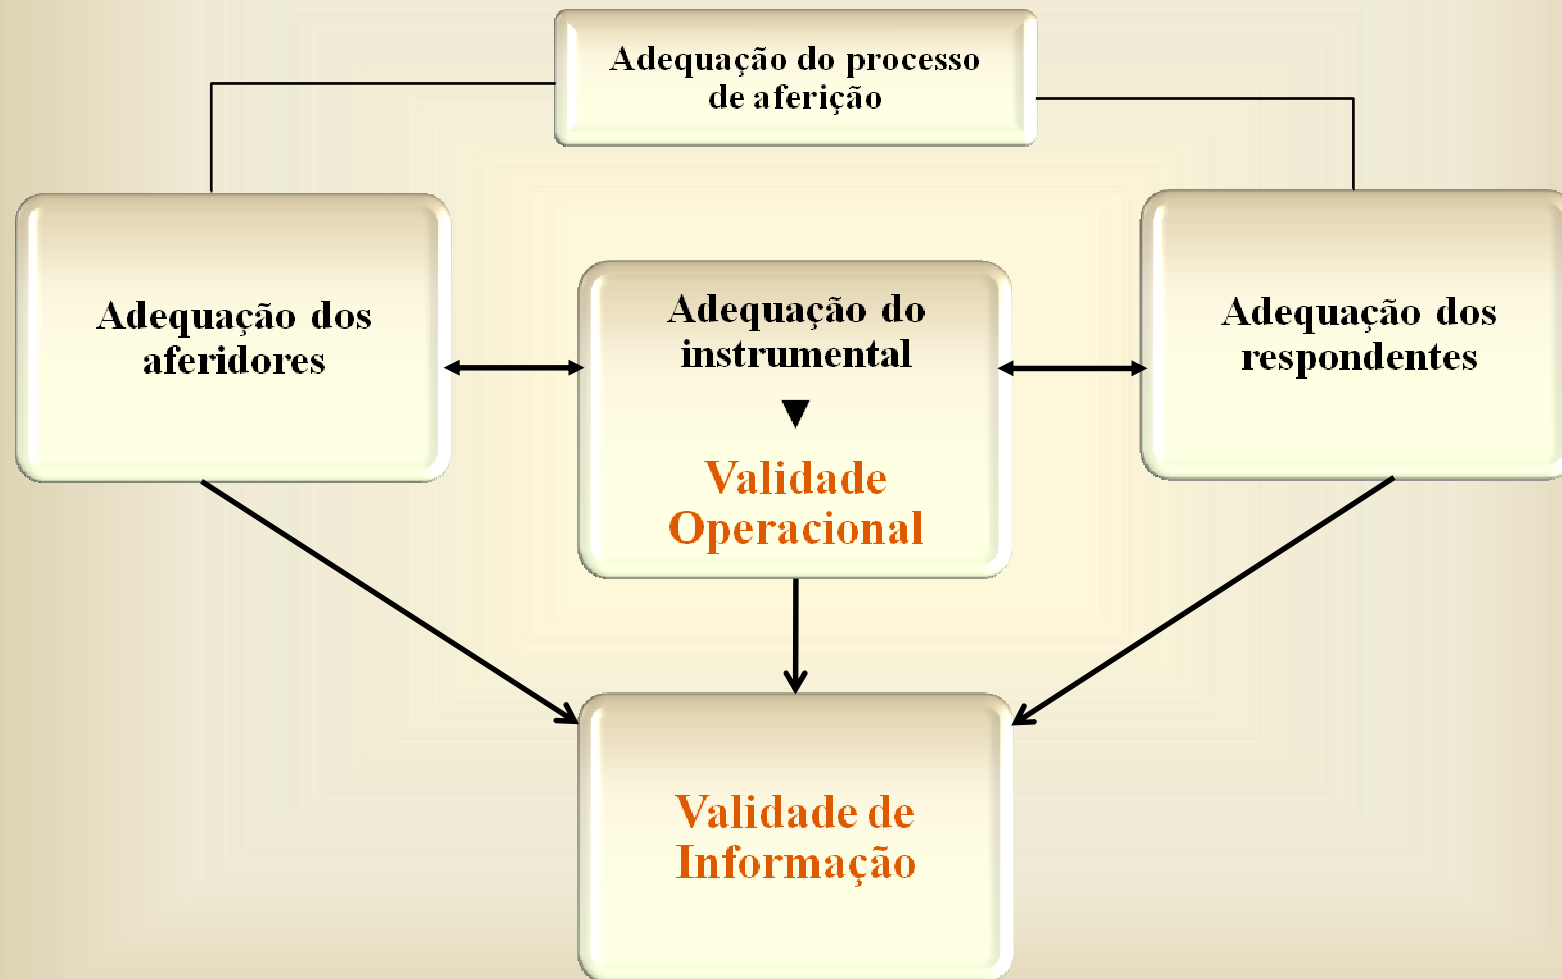 Adequação do processo
de aferição
Adequação dos
aferidores
Adequação do
instrumental
▼
Validade
Operacional
Adequação dos
respondentes
Validade de
Informação